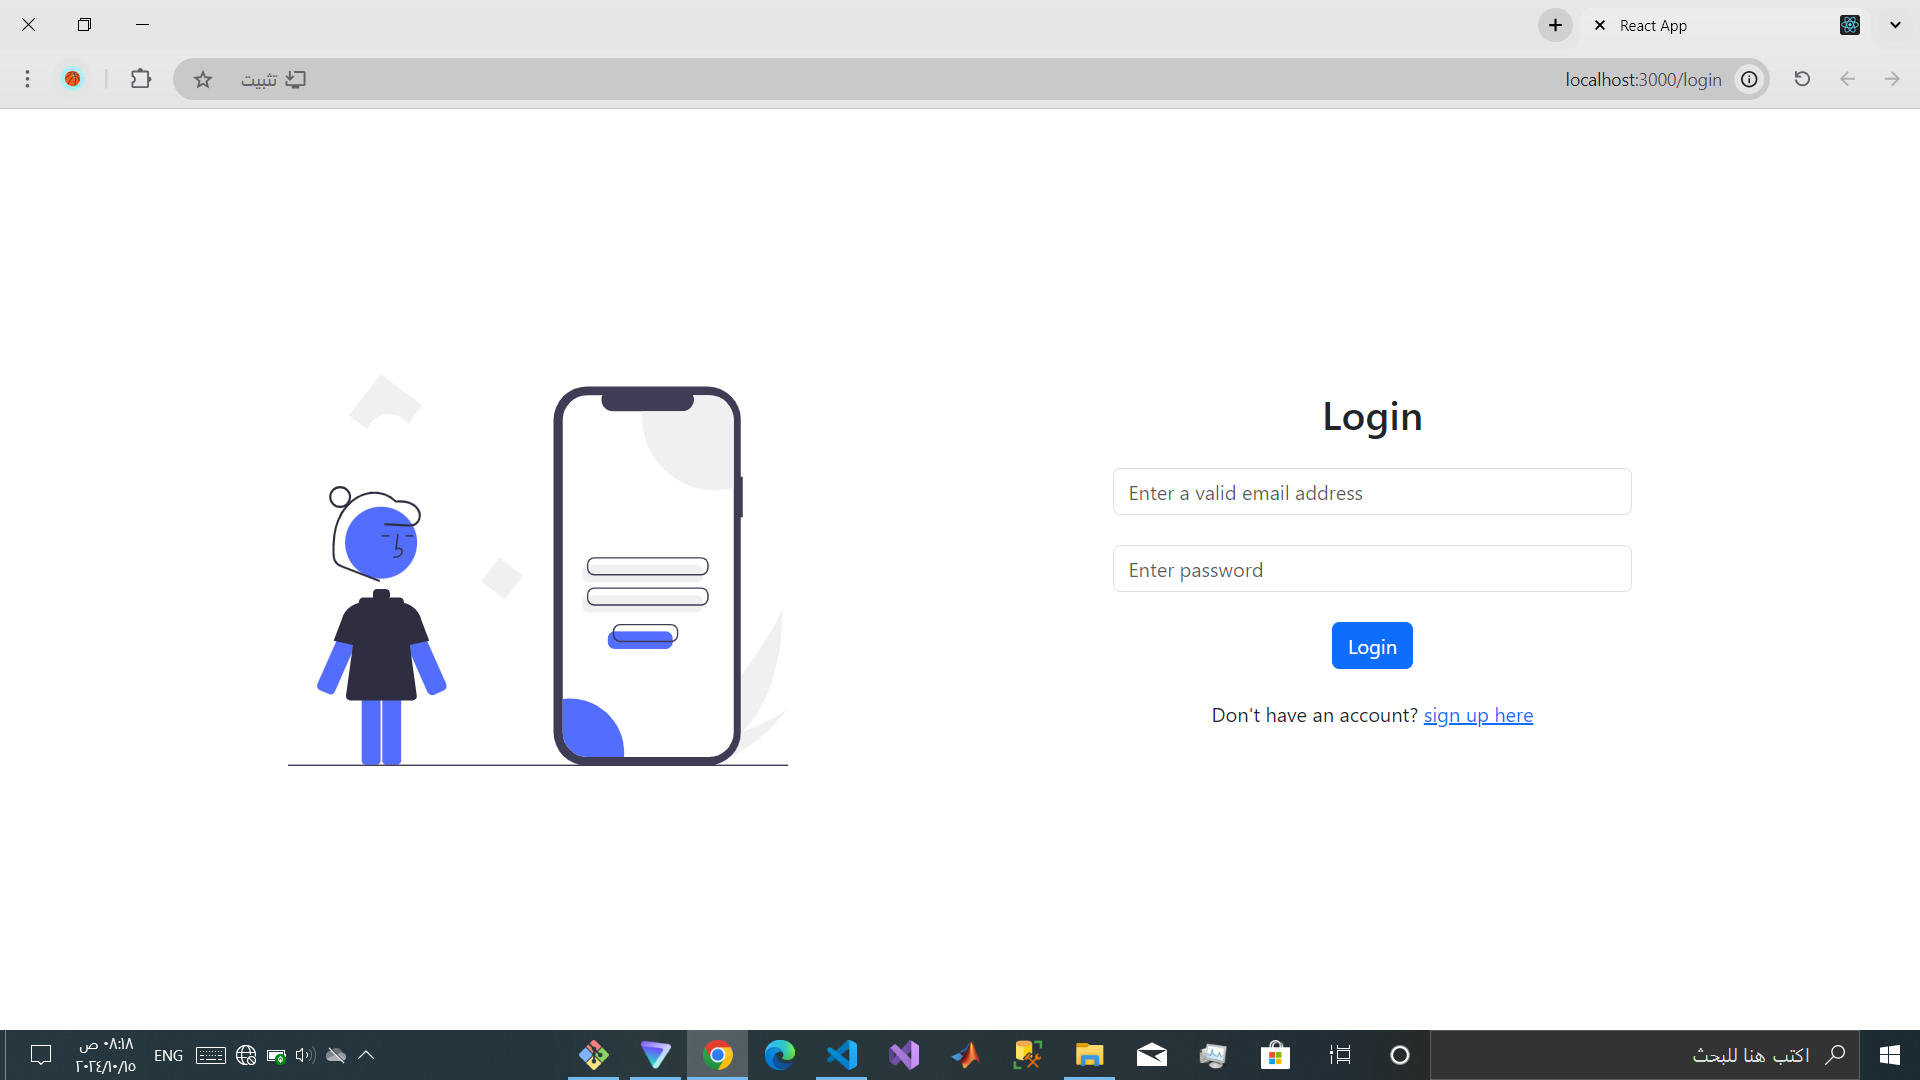 React App
localhost:3000/login
تثبيت
Login
Enter a valid email address
Enter password
Login
Don't have an account? sign up here
اكتب هنا للبحث
ENG
٠٨:١٨ ص
٢٠٢٤/١٠/١٥